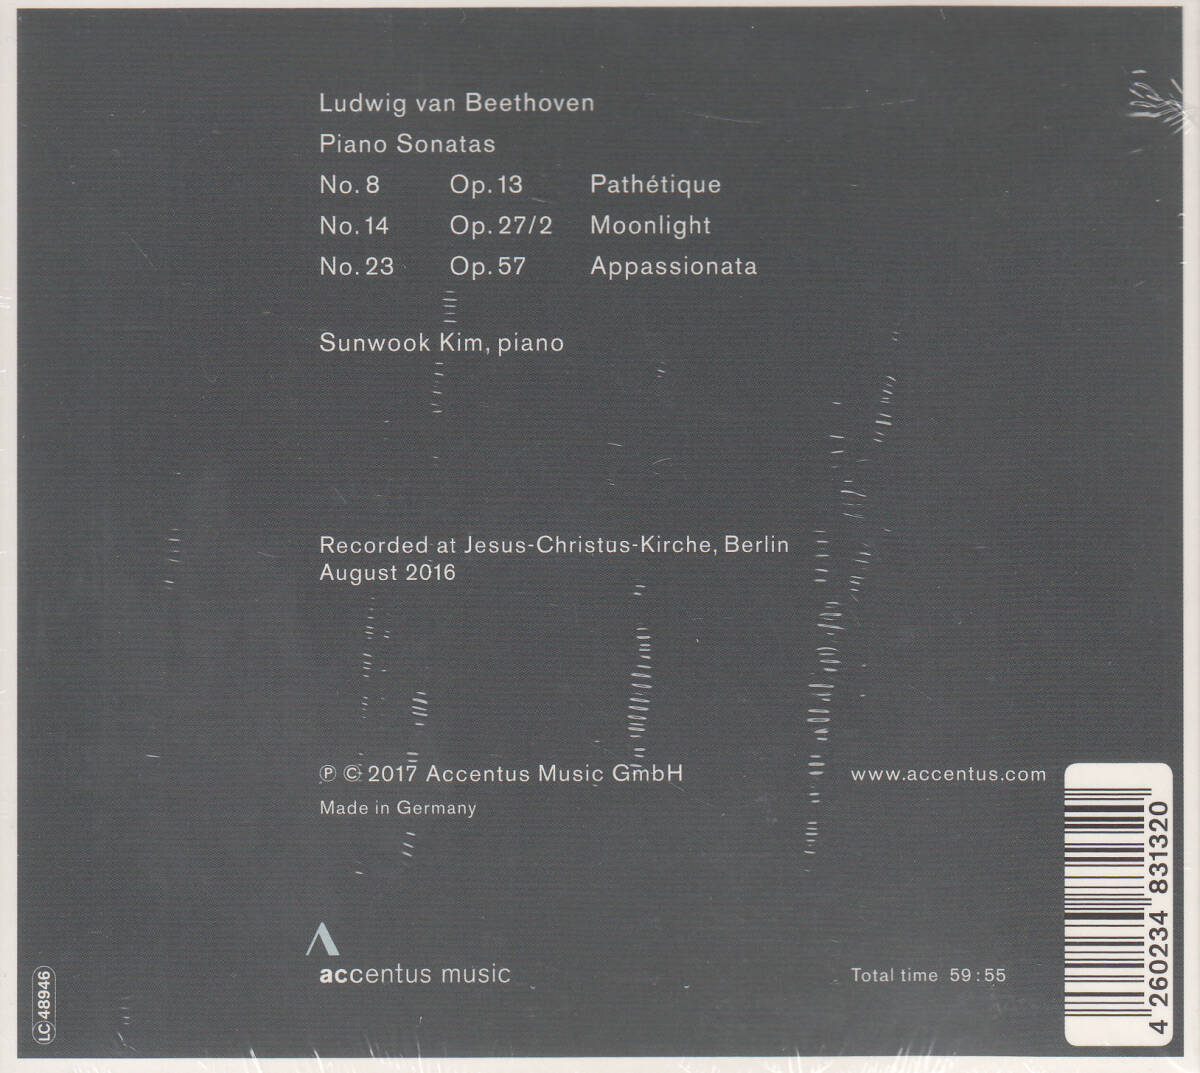 Ludwig van Beethoven
Piano Sonatas
No. 8 Op. 13 Pathétique
No. 14 Op. 27/2 Moonlight
No. 23 Op. 57 Appassionata
Sunwook Kim, piano
Recorded at Jesus-Christus-Kirche, Berlin
August 2016
℗ © 2017 Accentus Music GmbH
www.accentus.com
Made in Germany
accentus music
Total time 59:55
LC 48946
4 260234 831320